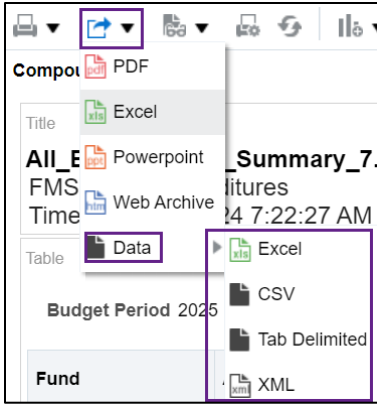 Compou
pdf PDF
Title
xls Excel
All_E
ppt Powerpoint
_Summary_7.
FMS
ditures
htm Web Archive
Time
24 7:22:27 AM
Table
Data
xls Excel
CSV
Budget Period 2025
Tab Delimited
Fund
xml XML